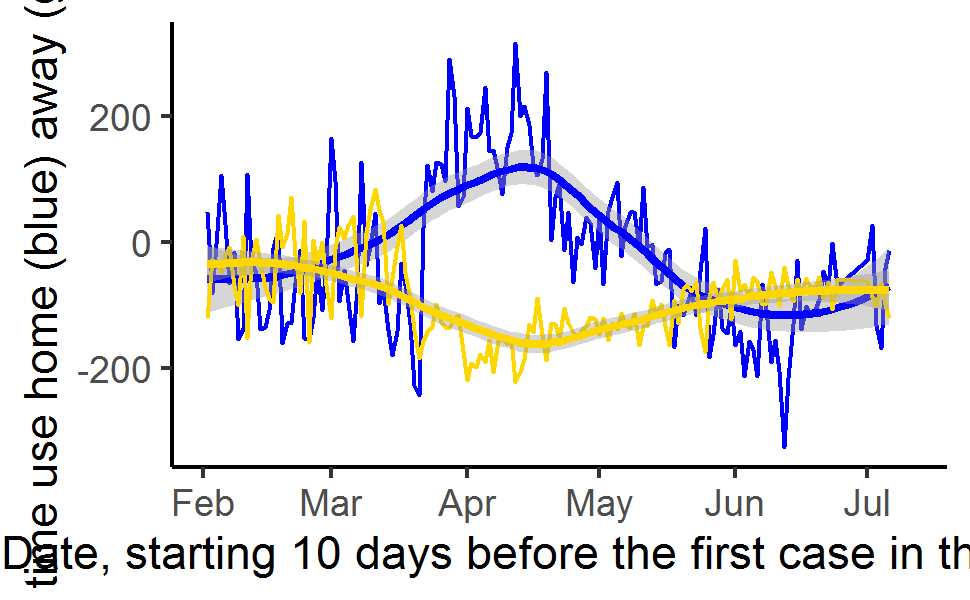 time use home (blue) away (
200
0
-200
Feb Mar Apr May Jun Jul
Date, starting 10 days before the first case in th